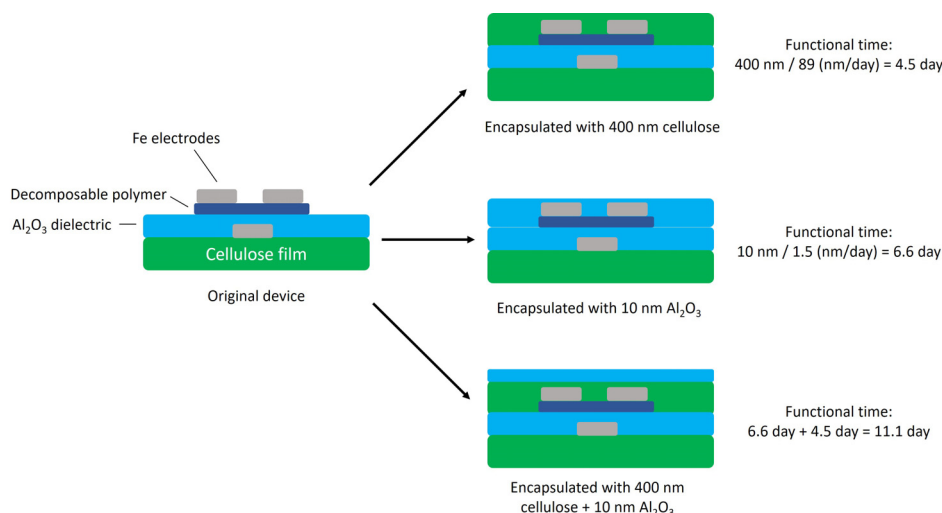 Fe electrodes
Decomposable polymer
Al₂O₃ dielectric
Cellulose film
Original device
Encapsulated with 400 nm cellulose
Functional time:
400 nm / 89 (nm/day) = 4.5 day
Encapsulated with 10 nm Al₂O₃
Functional time:
10 nm / 1.5 (nm/day) = 6.6 day
Encapsulated with 400 nm
cellulose + 10 nm Al₂O₃
Functional time:
6.6 day + 4.5 day = 11.1 day